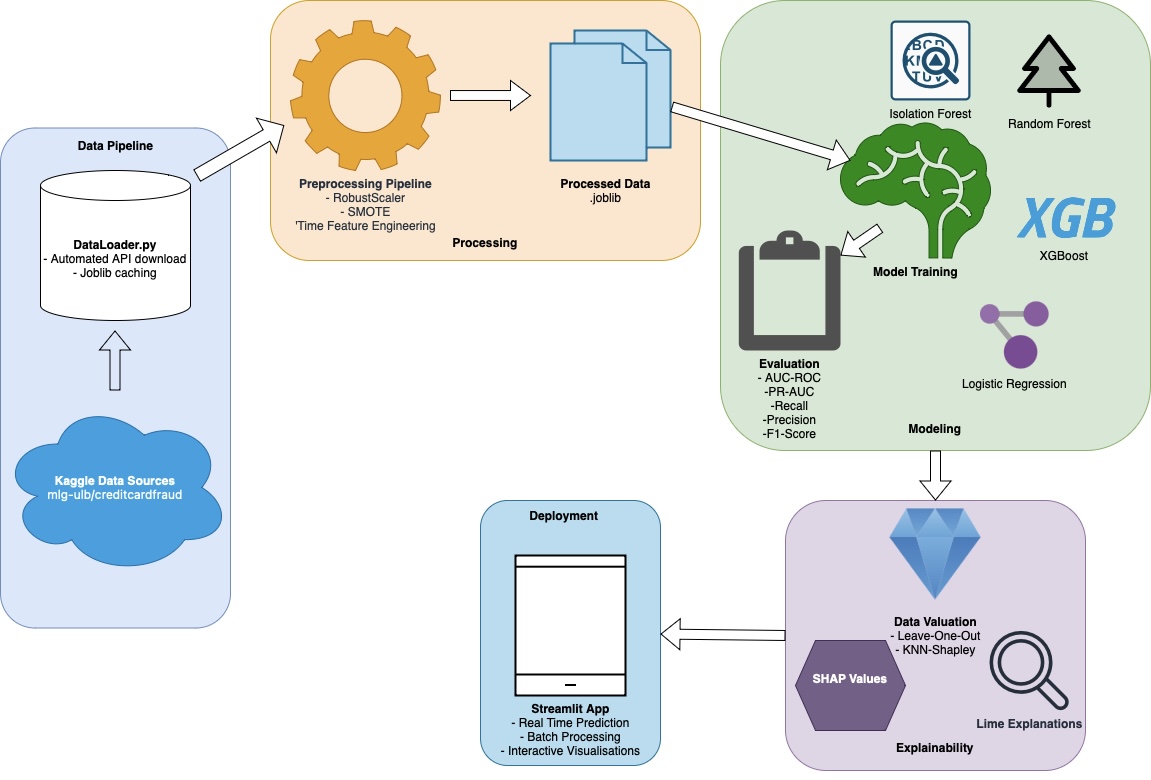 Data Pipeline
DataLoader.py
- Automated API download
- Joblib caching
Kaggle Data Sources
mlg-ulb/creditcardfraud
Preprocessing Pipeline
- RobustScaler
- SMOTE
'Time Feature Engineering
Processed Data
.joblib
Processing
Isolation Forest
Random Forest
XGB
XGBoost
Model Training
Logistic Regression
Evaluation
- AUC-ROC
-PR-AUC
-Recall
-Precision
-F1-Score
Modeling
Data Valuation
- Leave-One-Out
- KNN-Shapley
SHAP Values
Lime Explanations
Explainability
Deployment
Streamlit App
- Real Time Prediction
- Batch Processing
- Interactive Visualisations